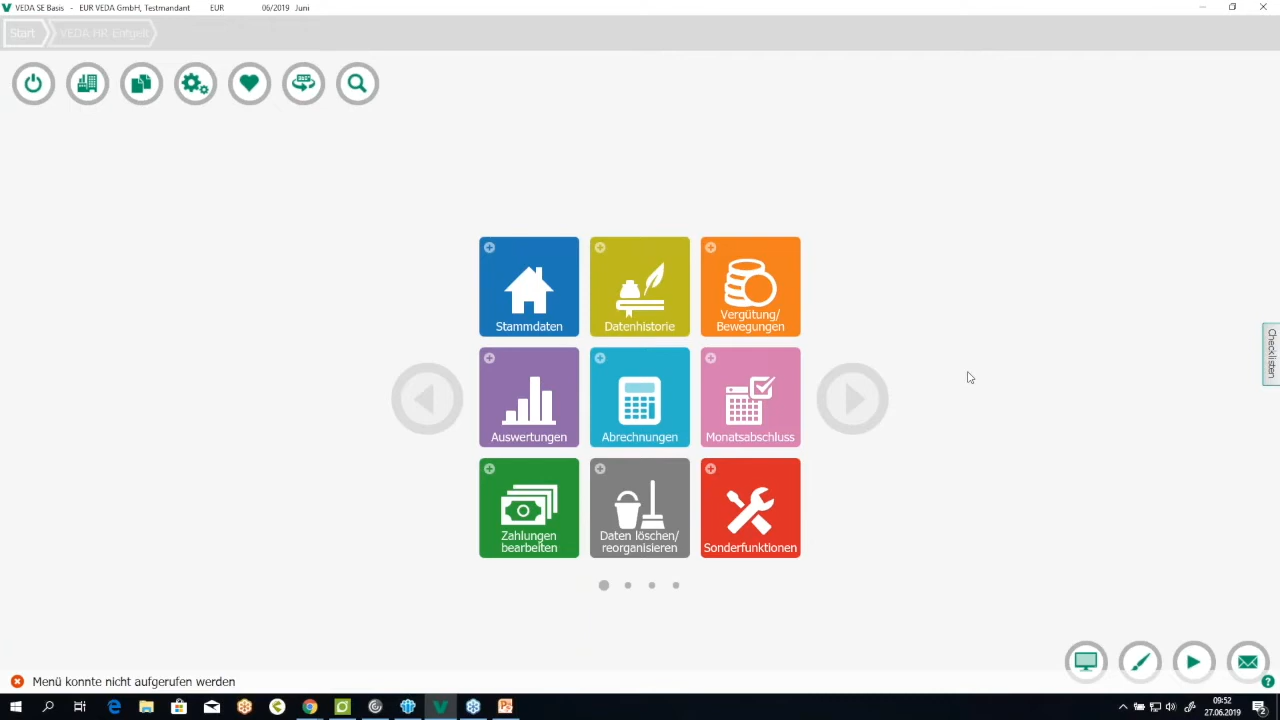 VEDA SE Basis - EUR VEDA GmbH, Testmandant EUR 06/2019 Juni
Start VEDA HR Entgelt
365°
Stammdaten
Datenhistorie
Vergütung/
Bewegungen
Auswertungen
Abrechnungen
Monatsabschluss
Zahlungen
bearbeiten
Daten löschen/
reorganisieren
Sonderfunktionen
Checklisten
Menü konnte nicht aufgerufen werden
09:52
27.06.2019
2